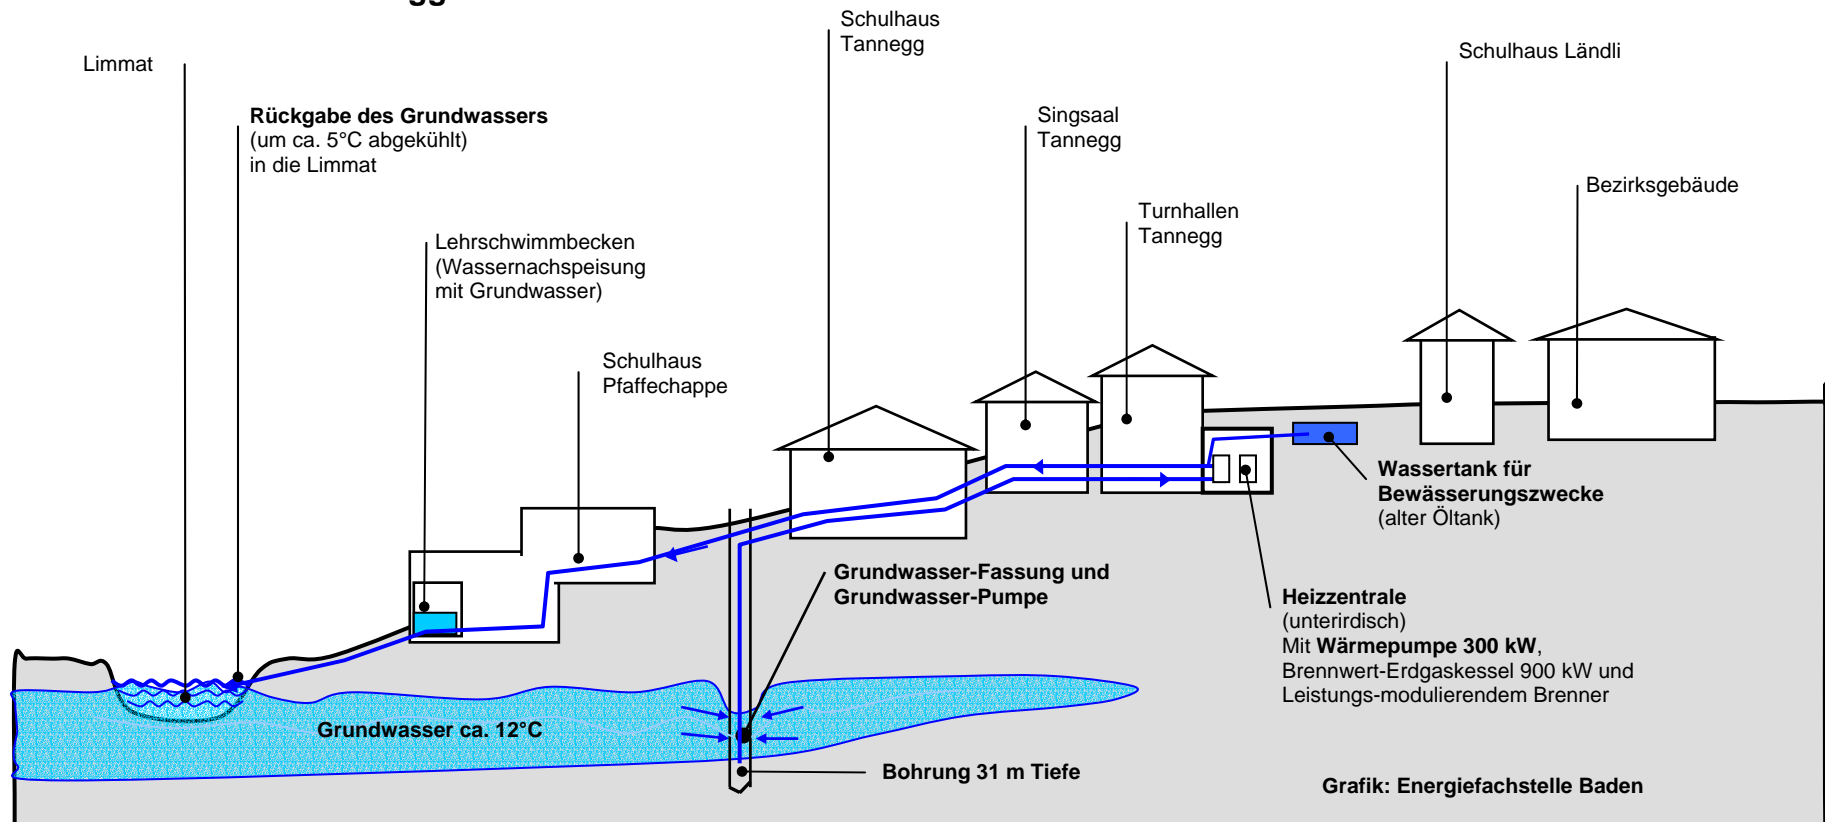 Limmat
Rückgabe des Grundwassers
(um ca. 5°C abgekühlt)
in die Limmat
Lehrschwimmbecken
(Wassernachspeisung
mit Grundwasser)
Schulhaus
Pfaffechappe
Schulhaus
Tannegg
Singsaal
Tannegg
Turnhallen
Tannegg
Schulhaus Ländli
Bezirksgebäude
Wassertank für
Bewässerungszwecke
(alter Öltank)
Grundwasser-Fassung und
Grundwasser-Pumpe
Heizzentrale
(unterirdisch)
Mit Wärmepumpe 300 kW,
Brennwert-Erdgaskessel 900 kW und
Leistungs-modulierendem Brenner
Grundwasser ca. 12°C
Bohrung 31 m Tiefe
Grafik: Energiefachstelle Baden